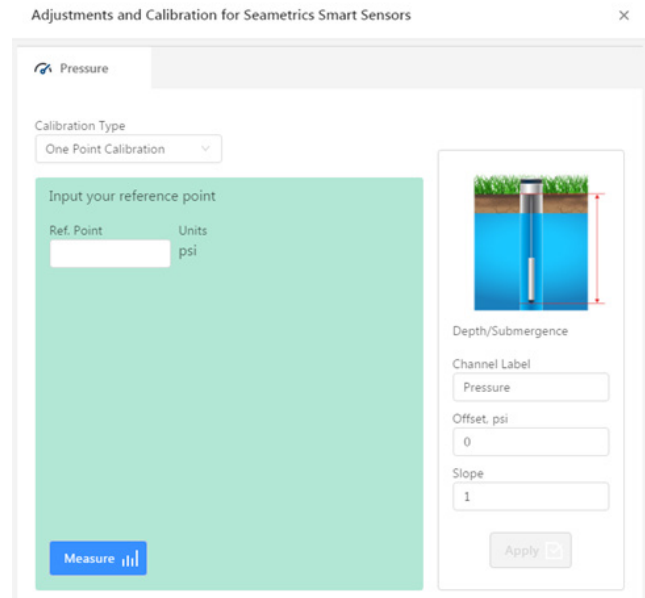 Adjustments and Calibration for Seametrics Smart Sensors
Pressure
Calibration Type
One Point Calibration
Input your reference point
Ref. Point Units
psi
Measure
Depth/Submergence
Channel Label
Pressure
Offset, psi
0
Slope
1
Apply